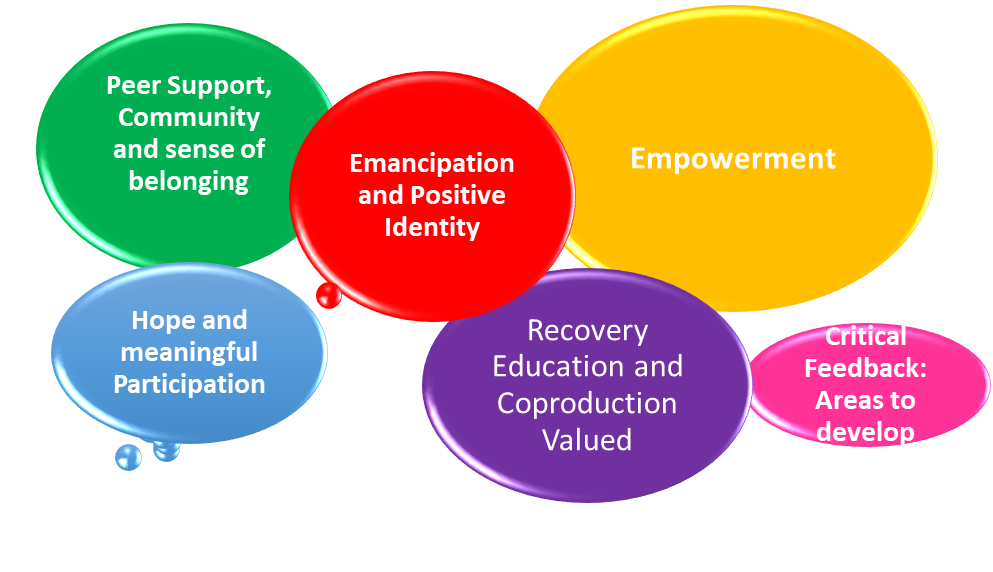 Peer Support,
Community
and sense of
belonging
Emancipation
and Positive
Identity
Empowerment
Hope and
meaningful
Participation
Recovery
Education and
Coproduction
Valued
Critical
Feedback:
Areas to
develop